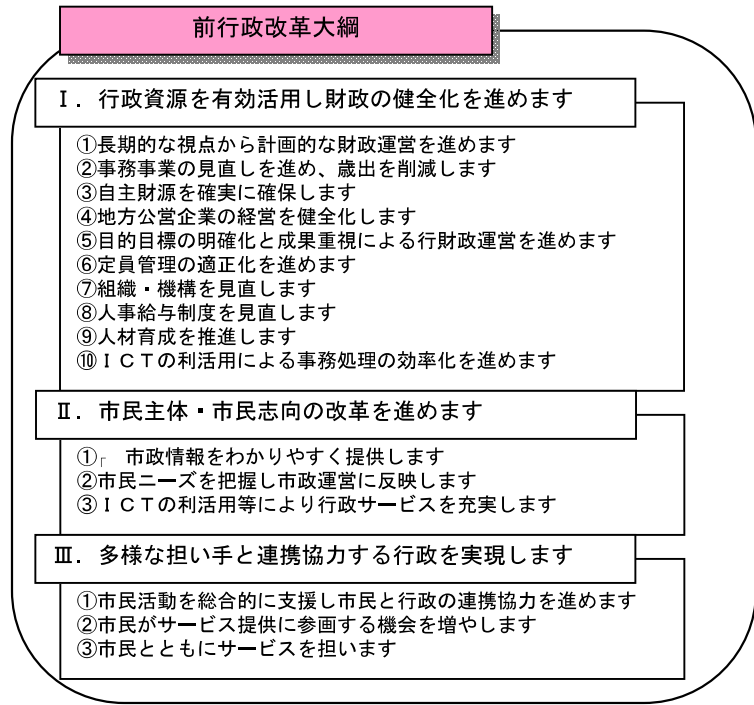 前行政改革大綱
Ⅰ．行政資源を有効活用し財政の健全化を進めます
①長期的な視点から計画的な財政運営を進めます
②事務事業の見直しを進め、歳出を削減します
③自主財源を確実に確保します
④地方公営企業の経営を健全化します
⑤目的目標の明確化と成果重視による行財政運営を進めます
⑥定員管理の適正化を進めます
⑦組織・機構を見直します
⑧人事給与制度を見直します
⑨人材育成を推進します
⑩ＩＣＴの利活用による事務処理の効率化を進めます
Ⅱ．市民主体・市民志向の改革を進めます
①「 市政情報をわかりやすく提供します
②市民ニーズを把握し市政運営に反映します
③ＩＣＴの利活用等により行政サービスを充実します
Ⅲ．多様な担い手と連携協力する行政を実現します
①市民活動を総合的に支援し市民と行政の連携協力を進めます
②市民がサービス提供に参画する機会を増やします
③市民とともにサービスを担います